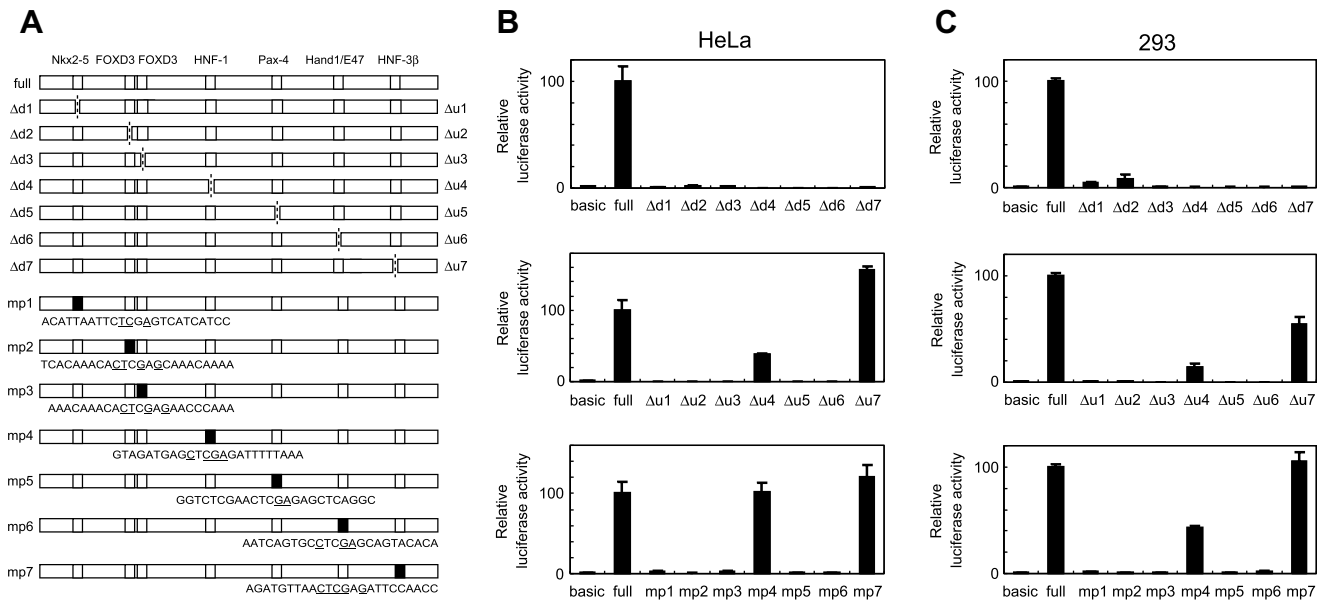 A
Nkx2-5 FOXD3 FOXD3 HNF-1 Pax-4 Hand1/E47 HNF-3β
full
Δd1 Δu1
Δd2 Δu2
Δd3 Δu3
Δd4 Δu4
Δd5 Δu5
Δd6 Δu6
Δd7 Δu7
mp1
ACATTAATTCTCGAGTCATCATCC
mp2
TCACAAACACTCGAGCAAACAAAA
mp3
AAACAAACACTCGAGAACCCAAA
mp4
GTAGATGAGCTCGAGATTTTTAAA
mp5
GGTCTCGAACTCGAGAGCTCAGGC
mp6
AATCAGTGCCTCGAGCAGTACACA
mp7
AGATGTTAACTCGAGATTCCAACC
B
HeLa
Relative
luciferase activity
100
0
basic full Δd1 Δd2 Δd3 Δd4 Δd5 Δd6 Δd7
Relative
luciferase activity
100
0
basic full Δu1 Δu2 Δu3 Δu4 Δu5 Δu6 Δu7
Relative
luciferase activity
100
0
basic full mp1 mp2 mp3 mp4 mp5 mp6 mp7
C
293
Relative
luciferase activity
100
0
basic full Δd1 Δd2 Δd3 Δd4 Δd5 Δd6 Δd7
Relative
luciferase activity
100
0
basic full Δu1 Δu2 Δu3 Δu4 Δu5 Δu6 Δu7
Relative
luciferase activity
100
0
basic full mp1 mp2 mp3 mp4 mp5 mp6 mp7